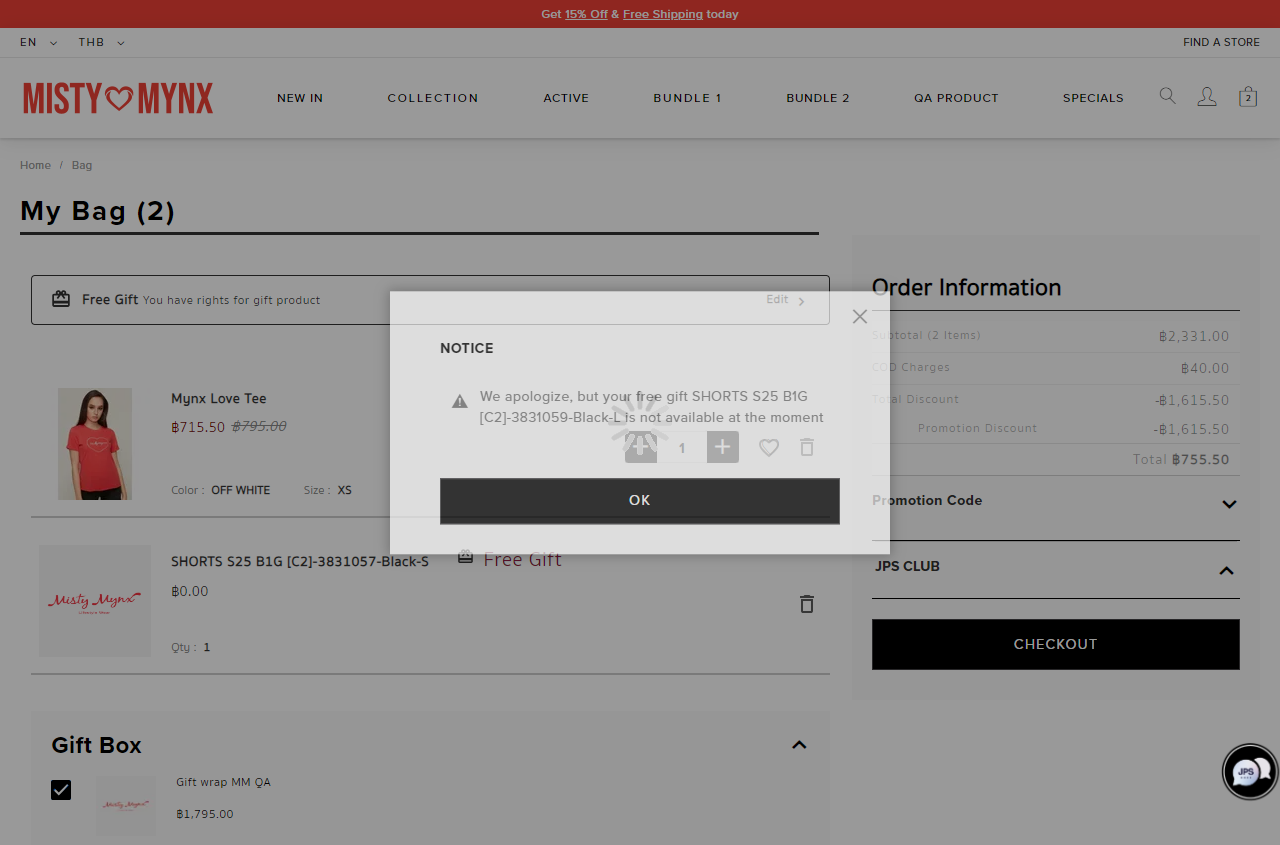 Get 15% Off & Free Shipping today
EN THB FIND A STORE
MISTY MYNX NEW IN COLLECTION ACTIVE BUNDLE 1 BUNDLE 2 QA PRODUCT SPECIALS 2
Home / Bag
My Bag (2)
Free Gift You have rights for gift product Edit
NOTICE
We apologize, but your free gift SHORTS S25 B1G
[C2]-3831059-Black-L is not available at the moment
OK
Mynx Love Tee
฿715.50 ฿795.00
1
Color : OFF WHITE Size : XS
SHORTS S25 B1G [C2]-3831057-Black-S Free Gift
฿0.00
Misty Mynx
Qty : 1
Gift Box
Gift wrap MM QA
Misty Mynx
฿1,795.00
Order Information
Subtotal (2 Items) ฿2,331.00
COD Charges ฿40.00
Total Discount -฿1,615.50
Promotion Discount -฿1,615.50
Total ฿755.50
Promotion Code
JPS CLUB
CHECKOUT
JPS